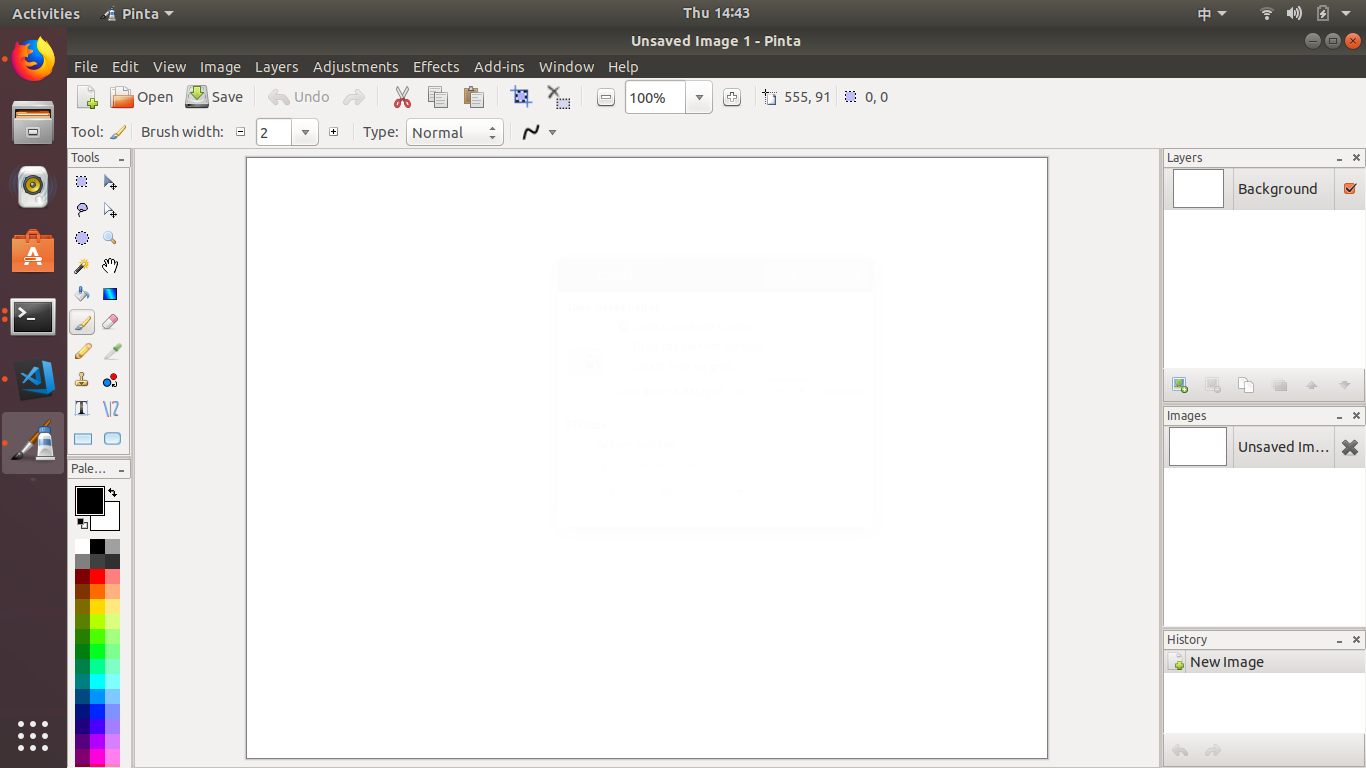 Activities
Pinta
Thu 14:43
中
Unsaved Image 1 - Pinta
File Edit View Image Layers Adjustments Effects Add-ins Window Help
Open Save Undo 100% 555, 91 0, 0
Tool: Brush width: 2 Type: Normal
Tools
Layers
Background
Images
Unsaved Im...
Pale...
History
New Image